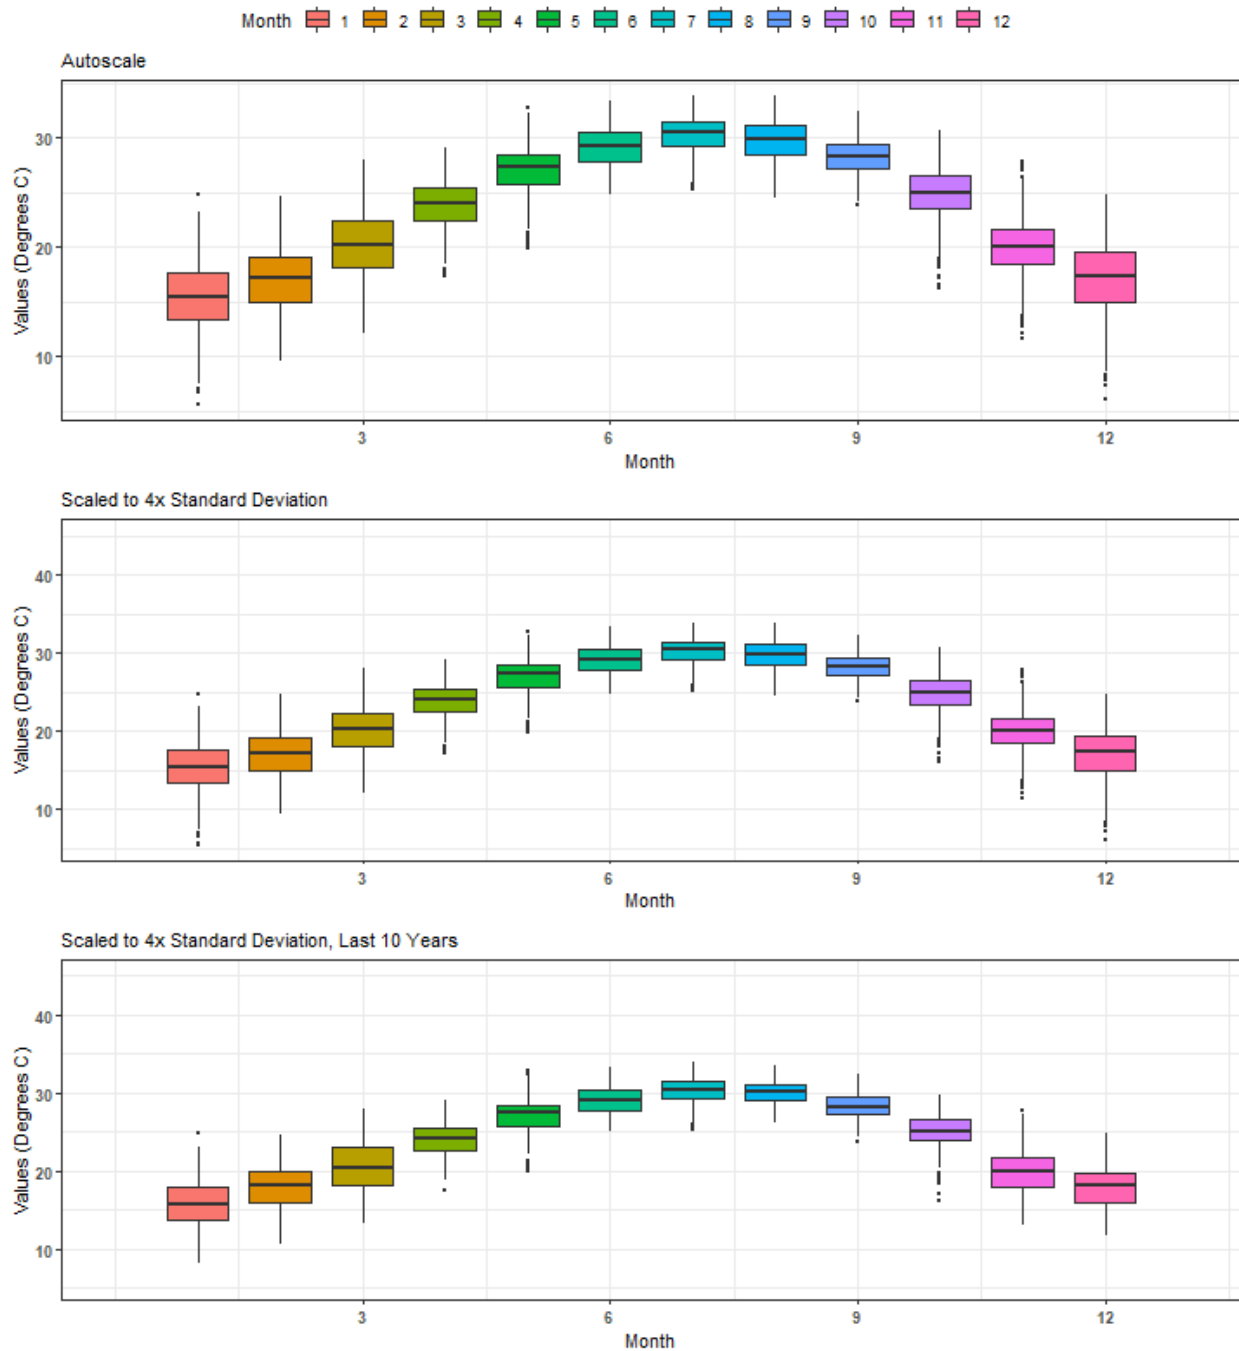 Month 1 2 3 4 5 6 7 8 9 10 11 12
Autoscale
Values (Degrees C)
30
20
10
3 6 9 12
Month
Scaled to 4x Standard Deviation
Values (Degrees C)
40
30
20
10
3 6 9 12
Month
Scaled to 4x Standard Deviation, Last 10 Years
Values (Degrees C)
40
30
20
10
3 6 9 12
Month